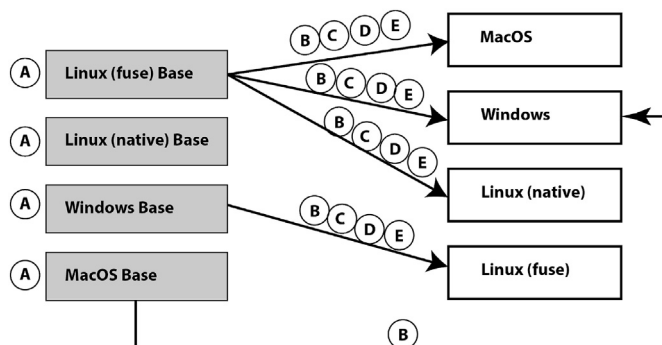 B C D E
A Linux (fuse) Base
MacOS
B C D E
A Linux (native) Base
Windows
B C D E
A Windows Base
Linux (native)
B C D E
A MacOS Base
Linux (fuse)
B